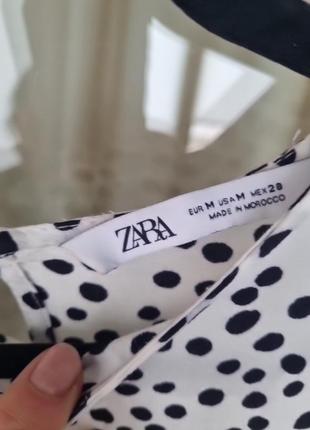 ZARA
EUR M USA M MEX 28
MADE IN MOROCCO